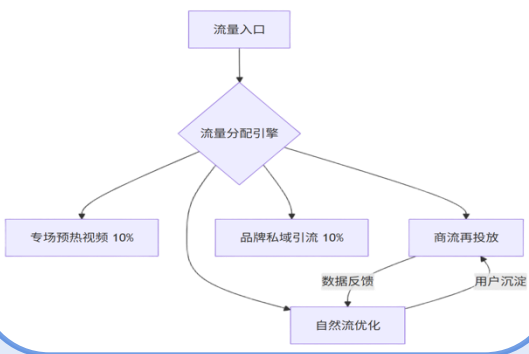 流量入口
流量分配引擎
专场预热视频 10%
品牌私域引流 10%
商流再投放
数据反馈
用户沉淀
自然流优化